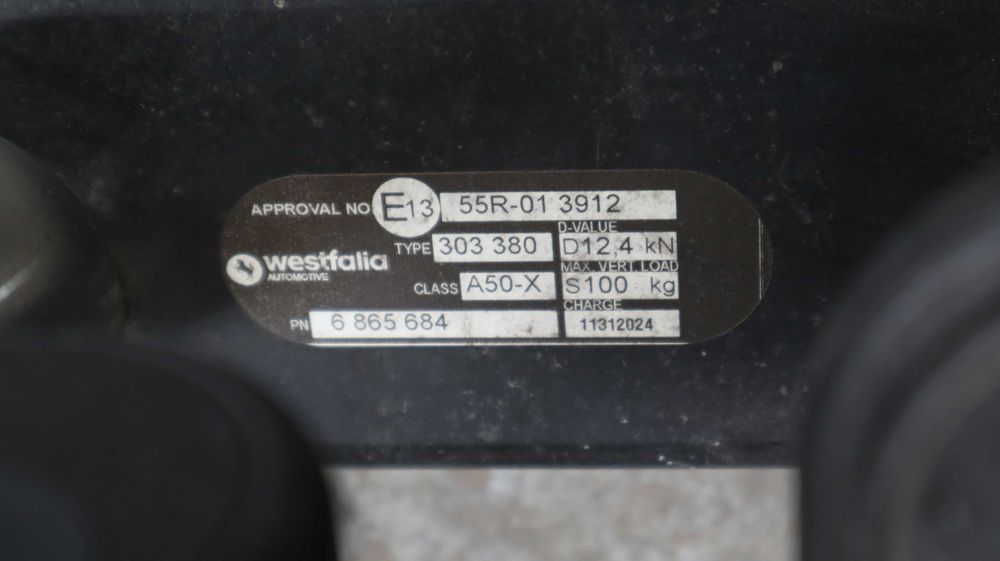 APPROVAL NO E13 55R-01 3912
D-VALUE
TYPE 303 380 D12,4 kN
westfalia
AUTOMOTIVE
MAX VERT LOAD
CLASS A50-X S100 kg
CHARGE
PN 6 865 684 11312024